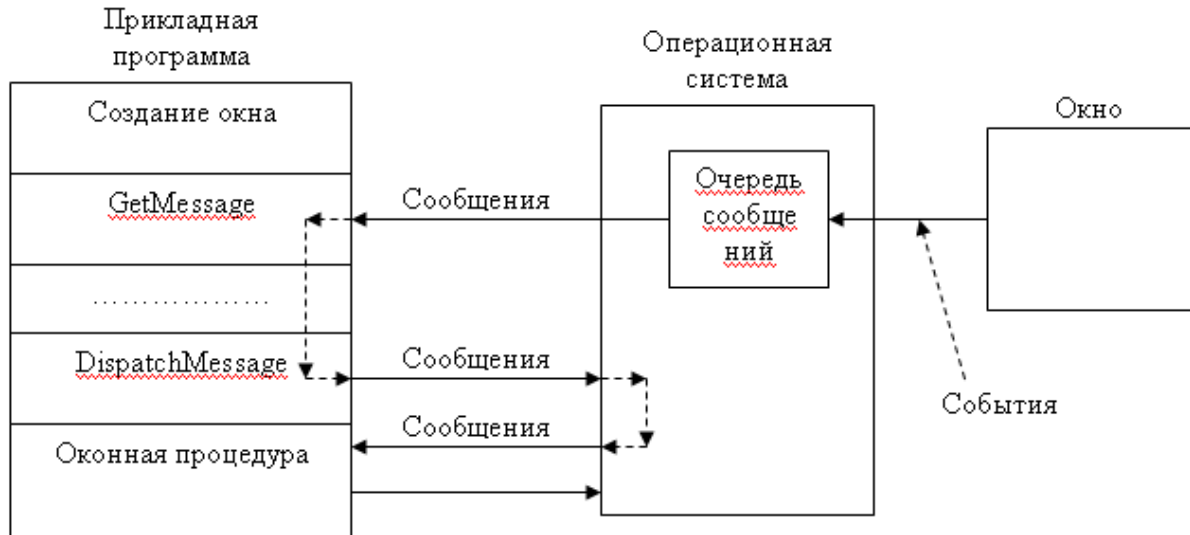 Прикладная
программа
Операционная
система
Окно
Создание окна
GetMessage
Сообщения
Очередь
сообще
ний
………………
DispatchMessage
Сообщения
События
Сообщения
Оконная процедура